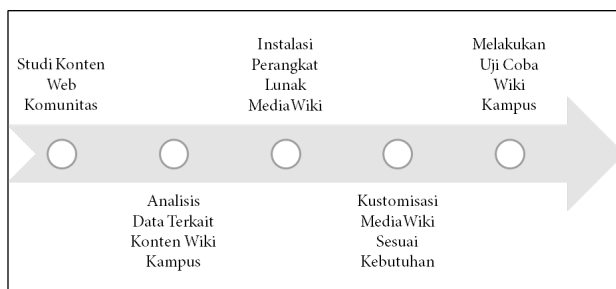 Studi Konten
Web
Komunitas
Analisis
Data Terkait
Konten Wiki
Kampus
Instalasi
Perangkat
Lunak
MediaWiki
Kustomisasi
MediaWiki
Sesuai
Kebutuhan
Melakukan
Uji Coba
Wiki
Kampus